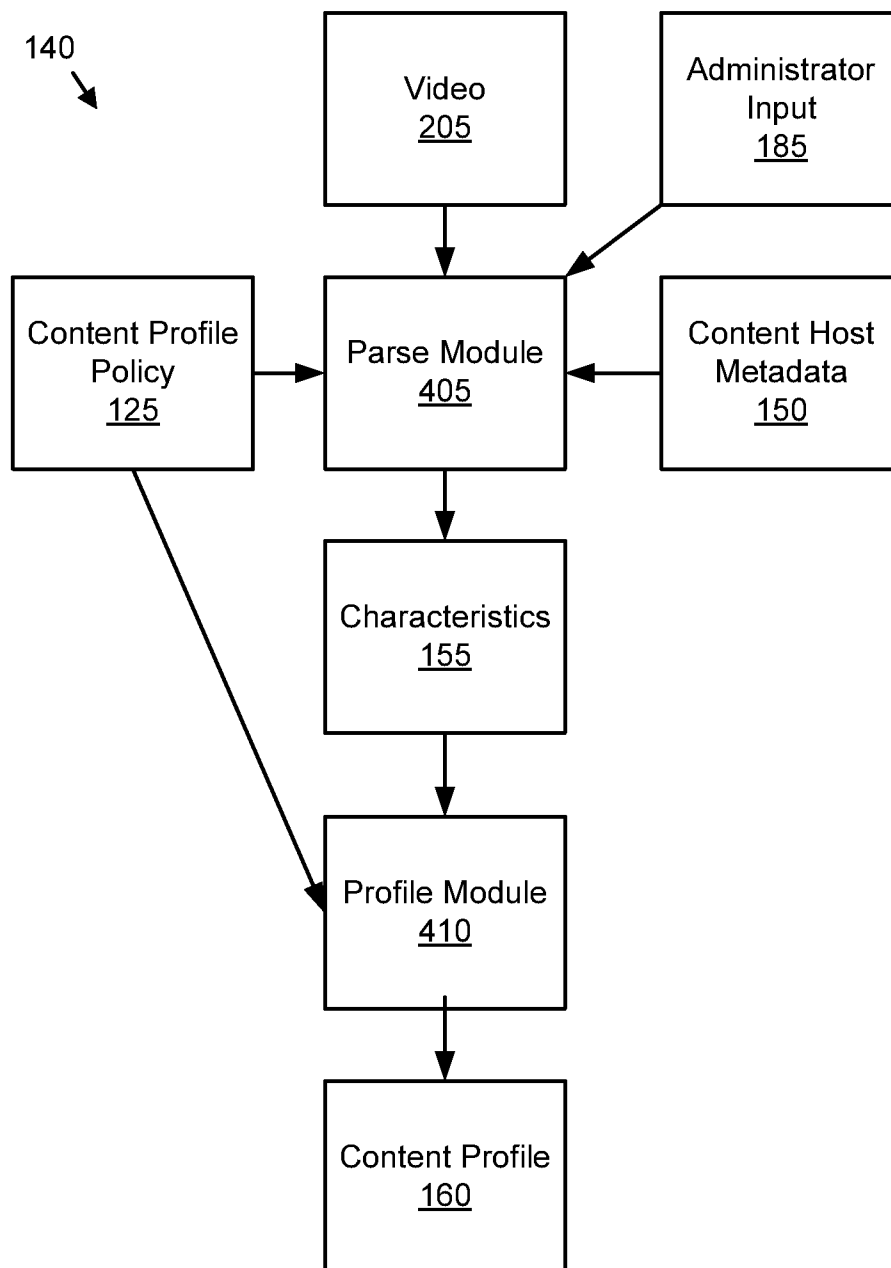 140
Video
205
Administrator
Input
185
Content Profile
Policy
125
Parse Module
405
Content Host
Metadata
150
Characteristics
155
Profile Module
410
Content Profile
160